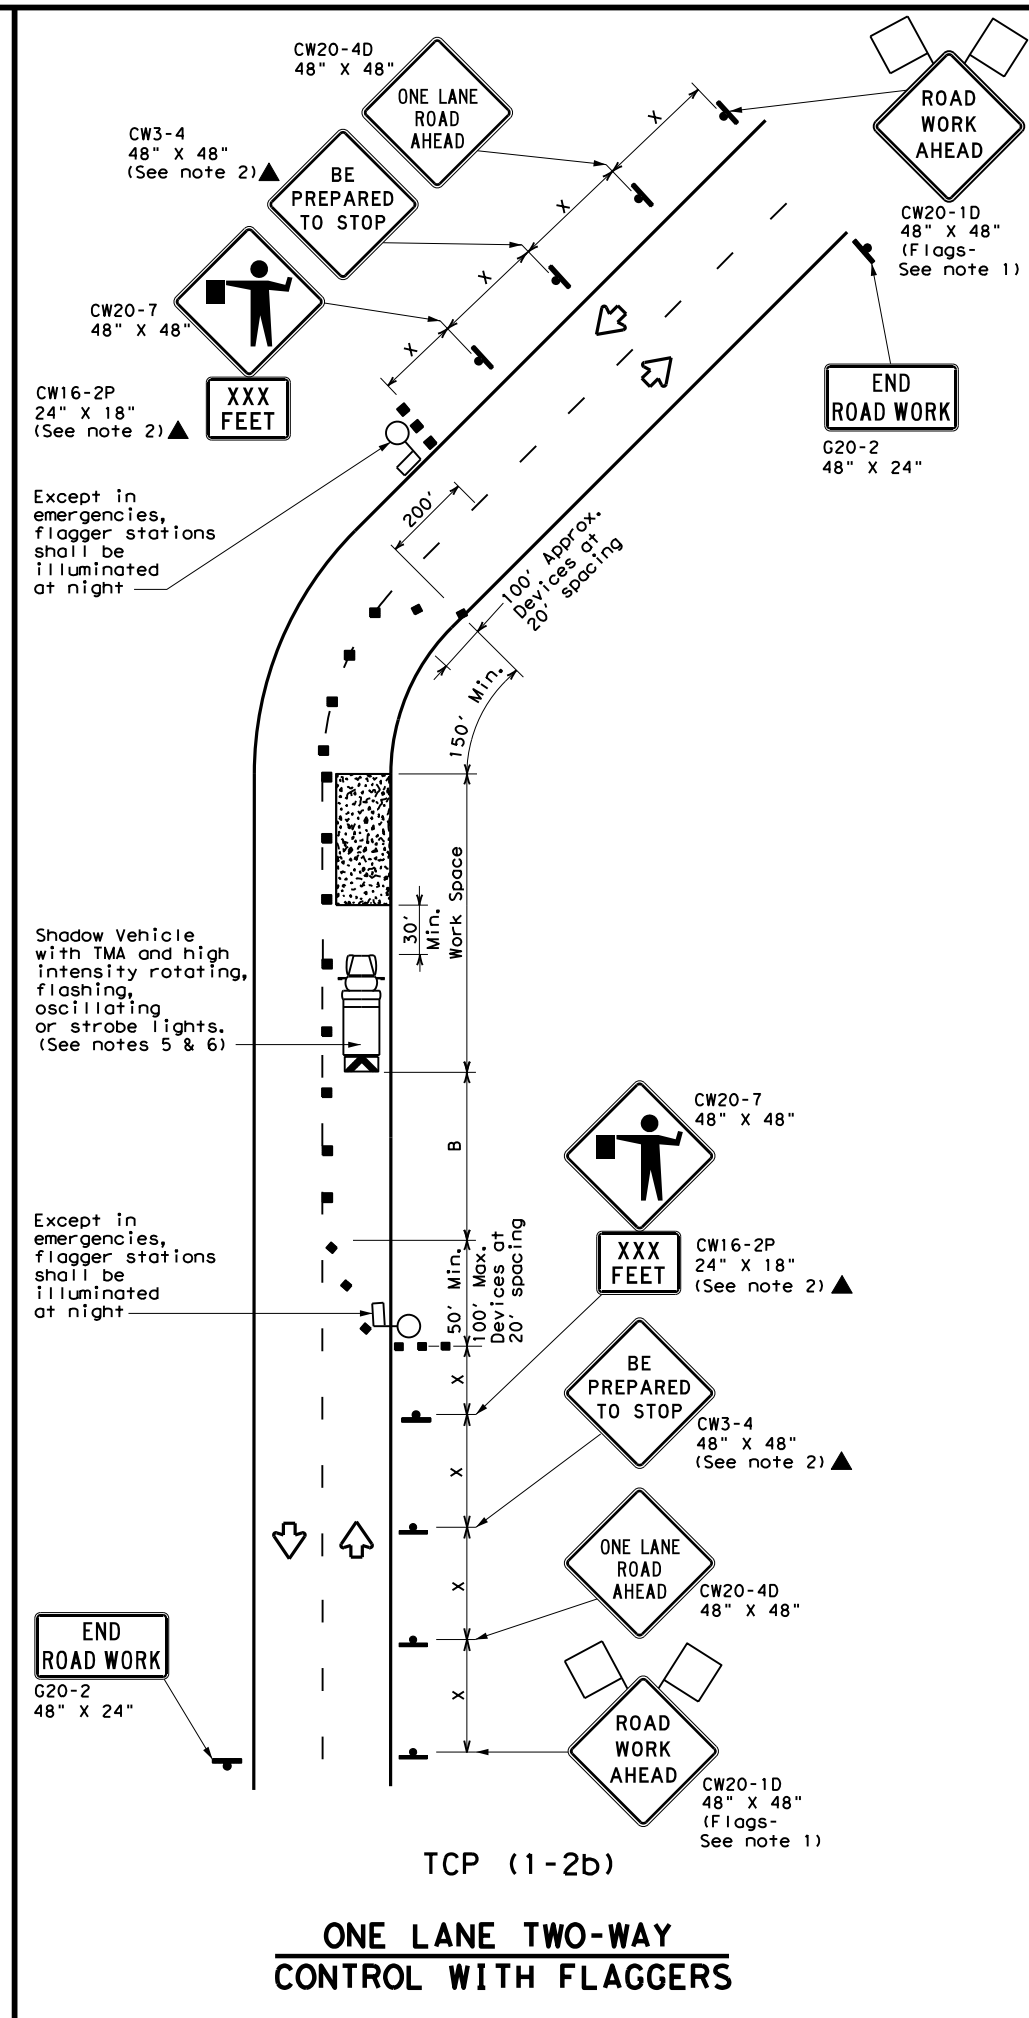 CW20-4D
48" X 48"
ONE LANE
ROAD
AHEAD
ROAD
WORK
AHEAD
CW20-1D
48" X 48"
(Flags-
See note 1)
CW3-4
48" X 48"
(See note 2)
BE
PREPARED
TO STOP
X
X
X
X
CW20-7
48" X 48"
CW16-2P
24" X 18"
(See note 2)
XXX
FEET
END
ROAD WORK
G20-2
48" X 24"
Except in
emergencies,
flagger stations
shall be
illuminated
at night
200'
100' Approx.
Devices at
20' spacing
150' Min.
Work Space
30'
Min.
Shadow Vehicle
with TMA and high
intensity rotating,
flashing,
oscillating
or strobe lights.
(See notes 5 & 6)
B
CW20-7
48" X 48"
XXX
FEET
CW16-2P
24" X 18"
(See note 2)
Except in
emergencies,
flagger stations
shall be
illuminated
at night
50' Min.
100' Max.
Devices at
20' spacing
X
BE
PREPARED
TO STOP
CW3-4
48" X 48"
(See note 2)
X
ONE LANE
ROAD
AHEAD
CW20-4D
48" X 48"
X
X
END
ROAD WORK
G20-2
48" X 24"
ROAD
WORK
AHEAD
CW20-1D
48" X 48"
(Flags-
See note 1)
TCP (1-2b)
ONE LANE TWO-WAY
CONTROL WITH FLAGGERS